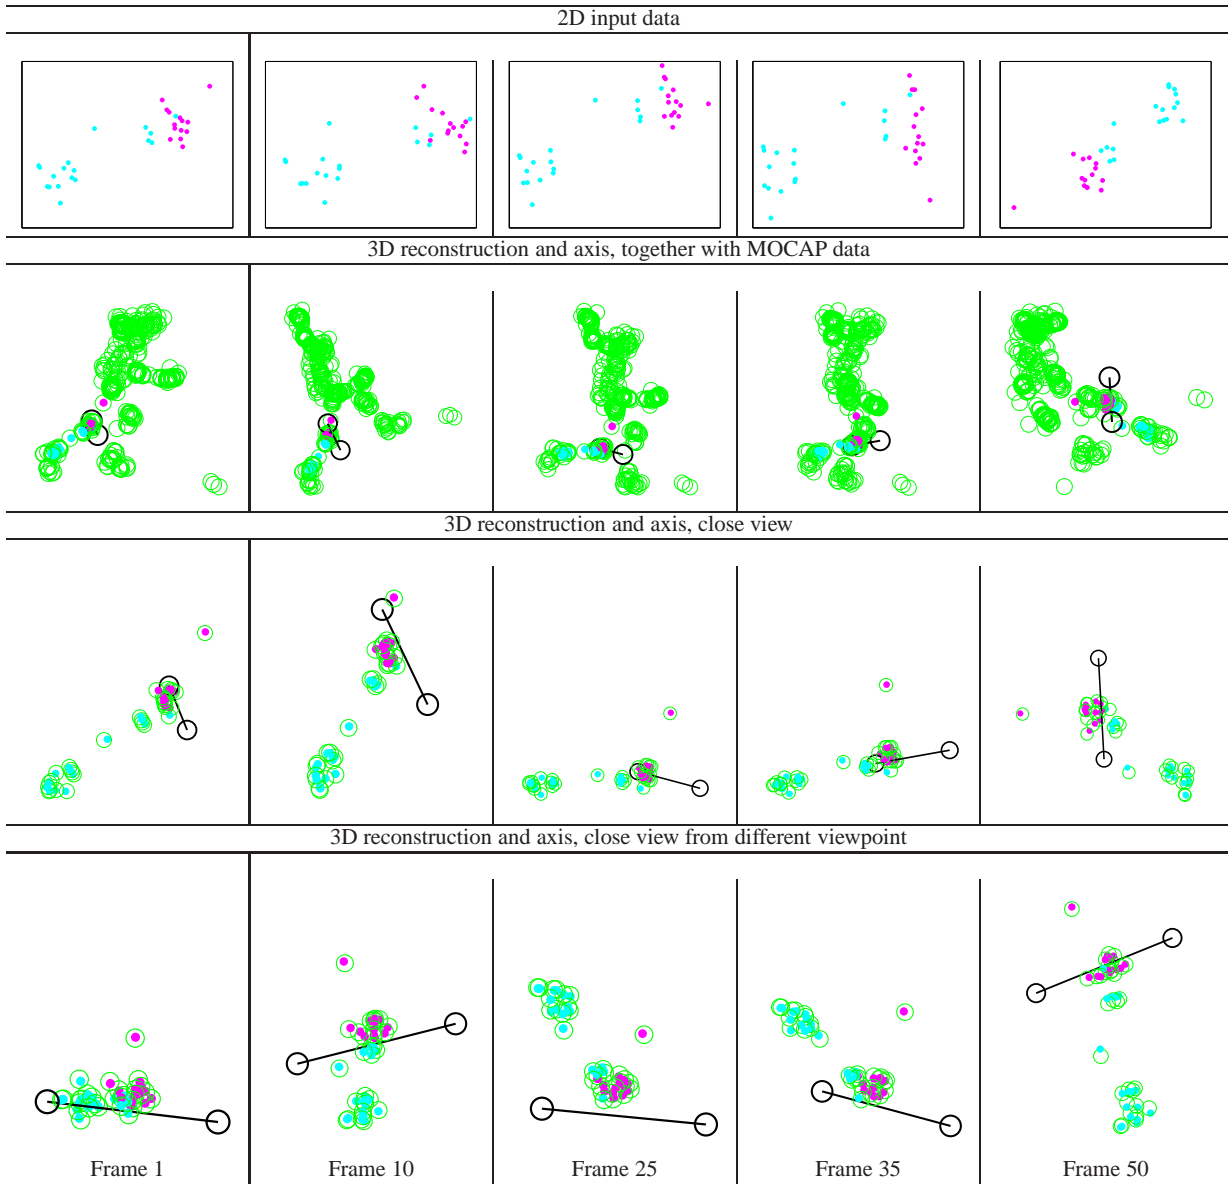 2D input data
3D reconstruction and axis, together with MOCAP data
3D reconstruction and axis, close view
3D reconstruction and axis, close view from different viewpoint
Frame 1
Frame 10
Frame 25
Frame 35
Frame 50